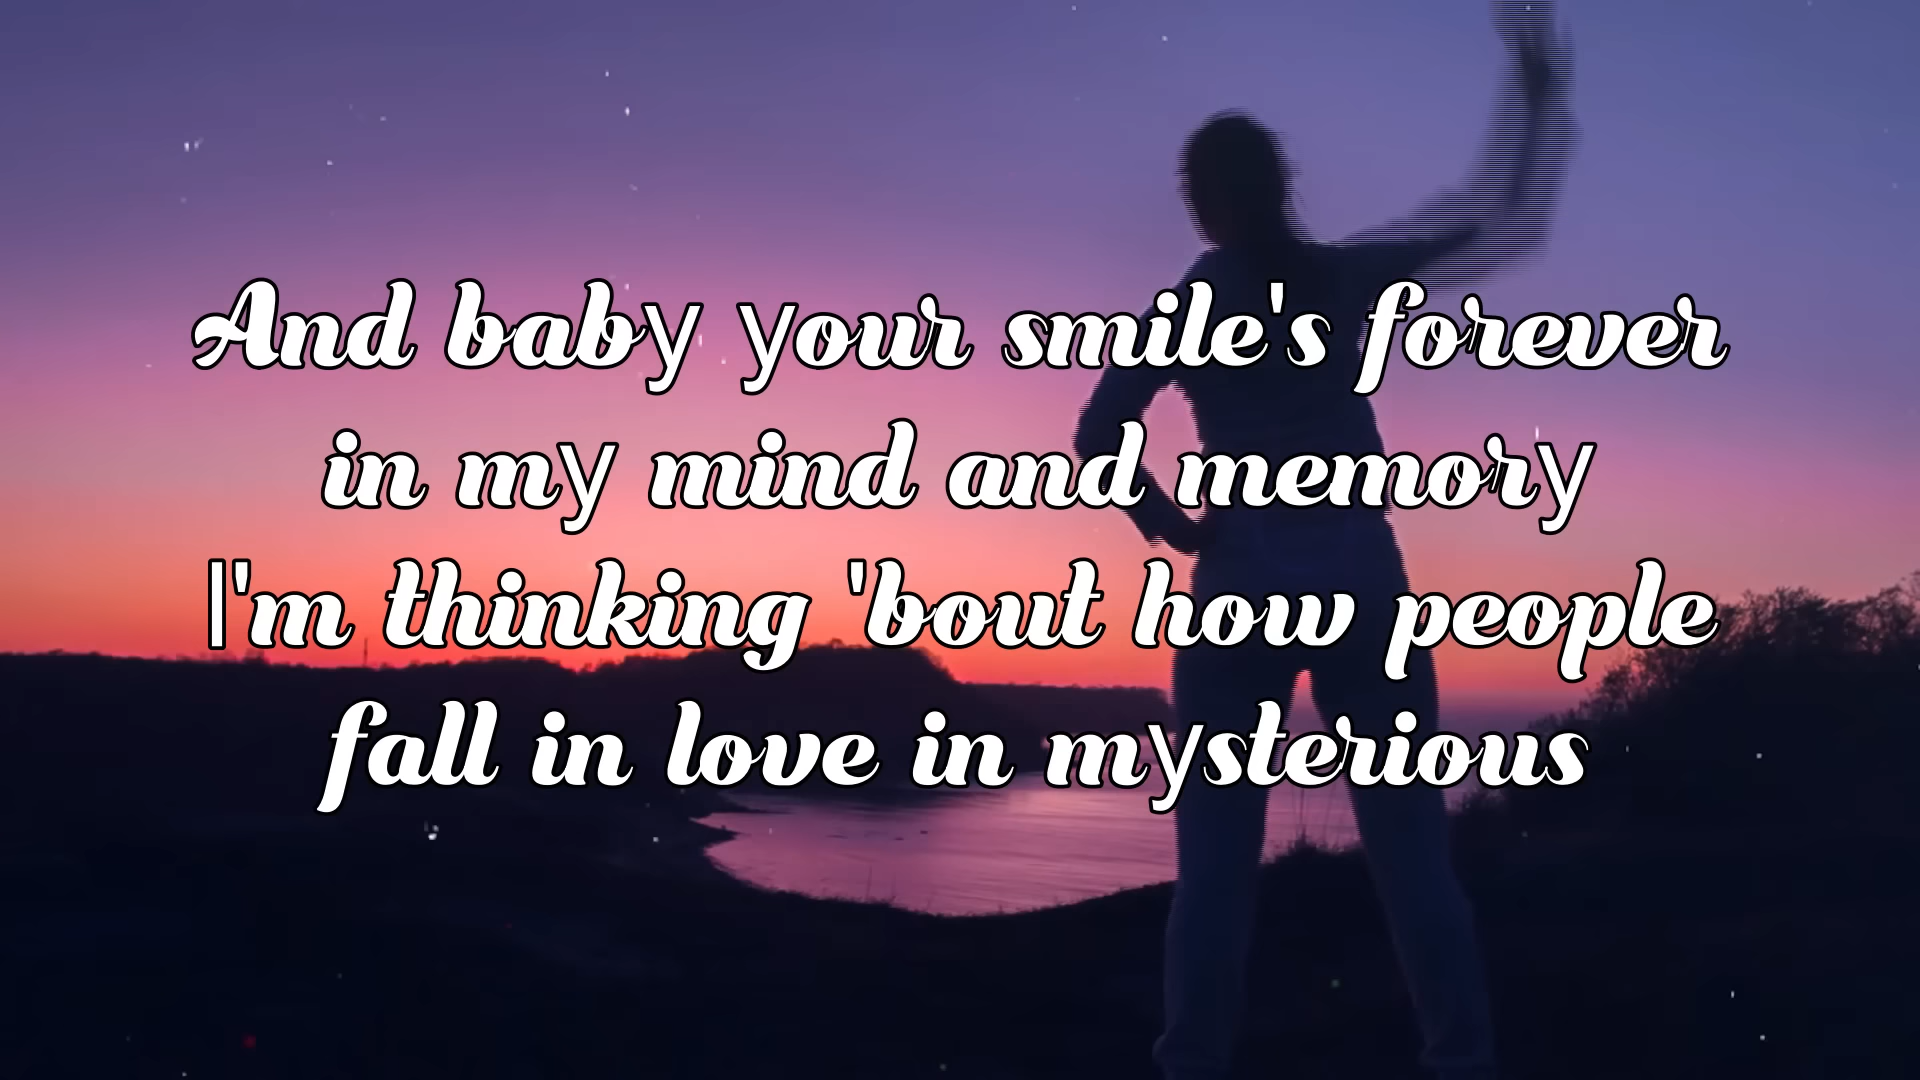 And baby your smile's forever
in my mind and memory
I'm thinking 'bout how people
fall in love in mysterious